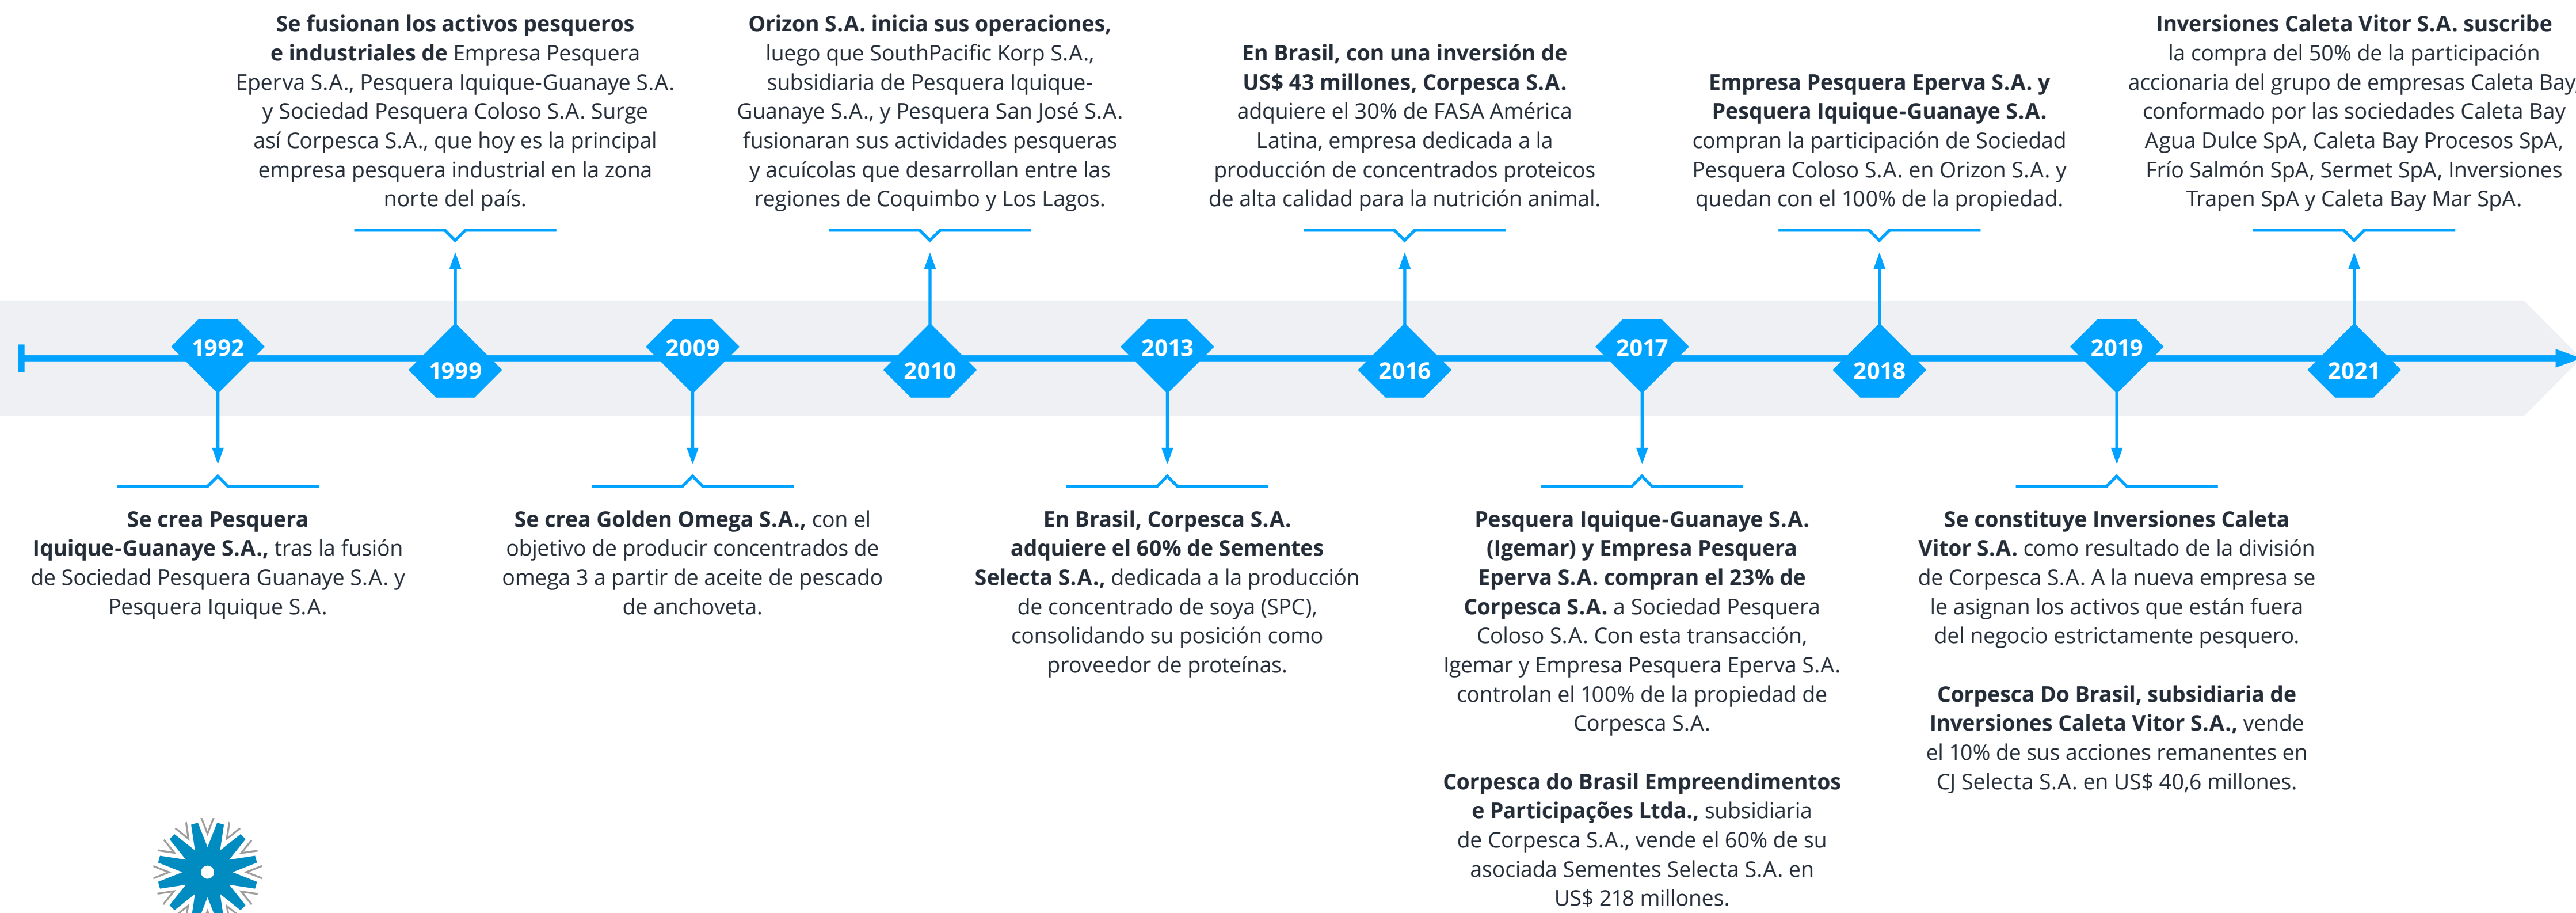 Se fusionan los activos pesqueros
e industriales de Empresa Pesquera
Eperva S.A., Pesquera Iquique-Guanaye S.A.
y Sociedad Pesquera Coloso S.A. Surge
así Corpesca S.A., que hoy es la principal
empresa pesquera industrial en la zona
norte del país.
Orizon S.A. inicia sus operaciones,
luego que SouthPacific Korp S.A.,
subsidiaria de Pesquera Iquique-
Guanaye S.A., y Pesquera San José S.A.
fusionaran sus actividades pesqueras
y acuícolas que desarrollan entre las
regiones de Coquimbo y Los Lagos.
En Brasil, con una inversión de
US$ 43 millones, Corpesca S.A.
adquiere el 30% de FASA América
Latina, empresa dedicada a la
producción de concentrados proteicos
de alta calidad para la nutrición animal.
Empresa Pesquera Eperva S.A. y
Pesquera Iquique-Guanaye S.A.
compran la participación de Sociedad
Pesquera Coloso S.A. en Orizon S.A. y
quedan con el 100% de la propiedad.
Inversiones Caleta Vitor S.A. suscribe
la compra del 50% de la participación
accionaria del grupo de empresas Caleta Bay,
conformado por las sociedades Caleta Bay
Agua Dulce SpA, Caleta Bay Procesos SpA,
Frío Salmón SpA, Sermet SpA, Inversiones
Trapen SpA y Caleta Bay Mar SpA.
1992
1999
2009
2010
2013
2016
2017
2018
2019
2021
Se crea Pesquera
Iquique-Guanaye S.A., tras la fusión
de Sociedad Pesquera Guanaye S.A. y
Pesquera Iquique S.A.
Se crea Golden Omega S.A., con el
objetivo de producir concentrados de
omega 3 a partir de aceite de pescado
de anchoveta.
En Brasil, Corpesca S.A.
adquiere el 60% de Sementes
Selecta S.A., dedicada a la producción
de concentrado de soya (SPC),
consolidando su posición como
proveedor de proteínas.
Pesquera Iquique-Guanaye S.A.
(Igemar) y Empresa Pesquera
Eperva S.A. compran el 23% de
Corpesca S.A. a Sociedad Pesquera
Coloso S.A. Con esta transacción,
Igemar y Empresa Pesquera Eperva S.A.
controlan el 100% de la propiedad de
Corpesca S.A.
Corpesca do Brasil Empreendimentos
e Participações Ltda., subsidiaria
de Corpesca S.A., vende el 60% de su
asociada Sementes Selecta S.A. en
US$ 218 millones.
Se constituye Inversiones Caleta
Vitor S.A. como resultado de la división
de Corpesca S.A. A la nueva empresa se
le asignan los activos que están fuera
del negocio estrictamente pesquero.
Corpesca Do Brasil, subsidiaria de
Inversiones Caleta Vitor S.A., vende
el 10% de sus acciones remanentes en
CJ Selecta S.A. en US$ 40,6 millones.